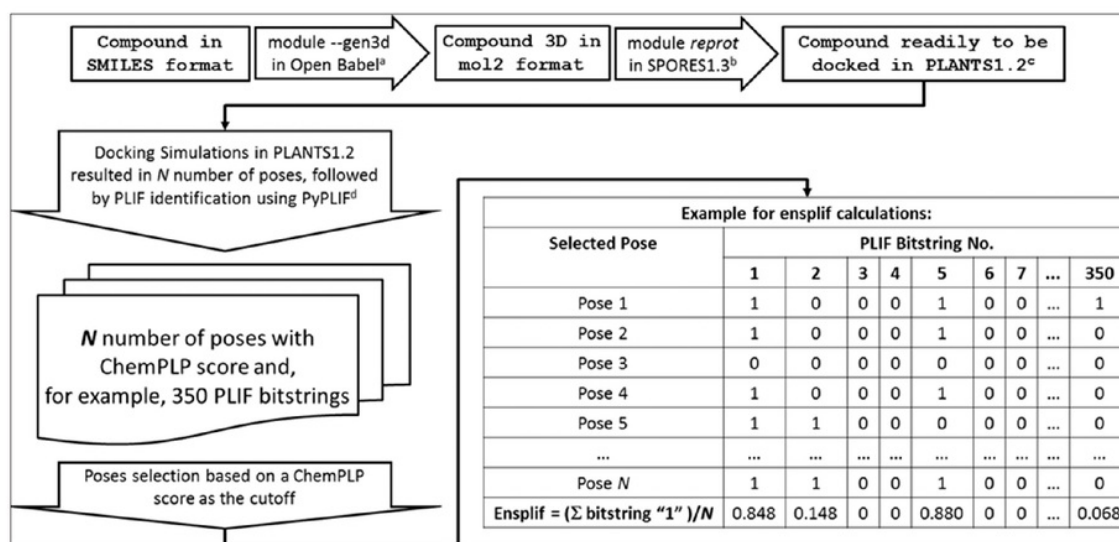 Compound in
SMILES format
module --gen3d
in Open Babelᵃ
Compound 3D in
mol2 format
module reprot
in SPORES1.3ᵇ
Compound readily to be
docked in PLANTS1.2ᶜ
Docking Simulations in PLANTS1.2
resulted in N number of poses, followed
by PLIF identification using PyPLIFᵈ
N number of poses with
ChemPLP score and,
for example, 350 PLIF bitstrings
Poses selection based on a ChemPLP
score as the cutoff
Example for ensplif calculations:
Selected Pose PLIF Bitstring No.
1 2 3 4 5 6 7 ... 350
Pose 1 1 0 0 0 1 0 0 ... 1
Pose 2 1 0 0 0 1 0 0 ... 0
Pose 3 0 0 0 0 0 0 0 ... 0
Pose 4 1 0 0 0 1 0 0 ... 0
Pose 5 1 1 0 0 0 0 0 ... 0
... ... ... ... ... ... ... ... ... ...
Pose N 1 1 0 0 1 0 0 ... 0
Ensplif = (Σ bitstring “1” )/N 0.848 0.148 0 0 0.880 0 0 ... 0.068